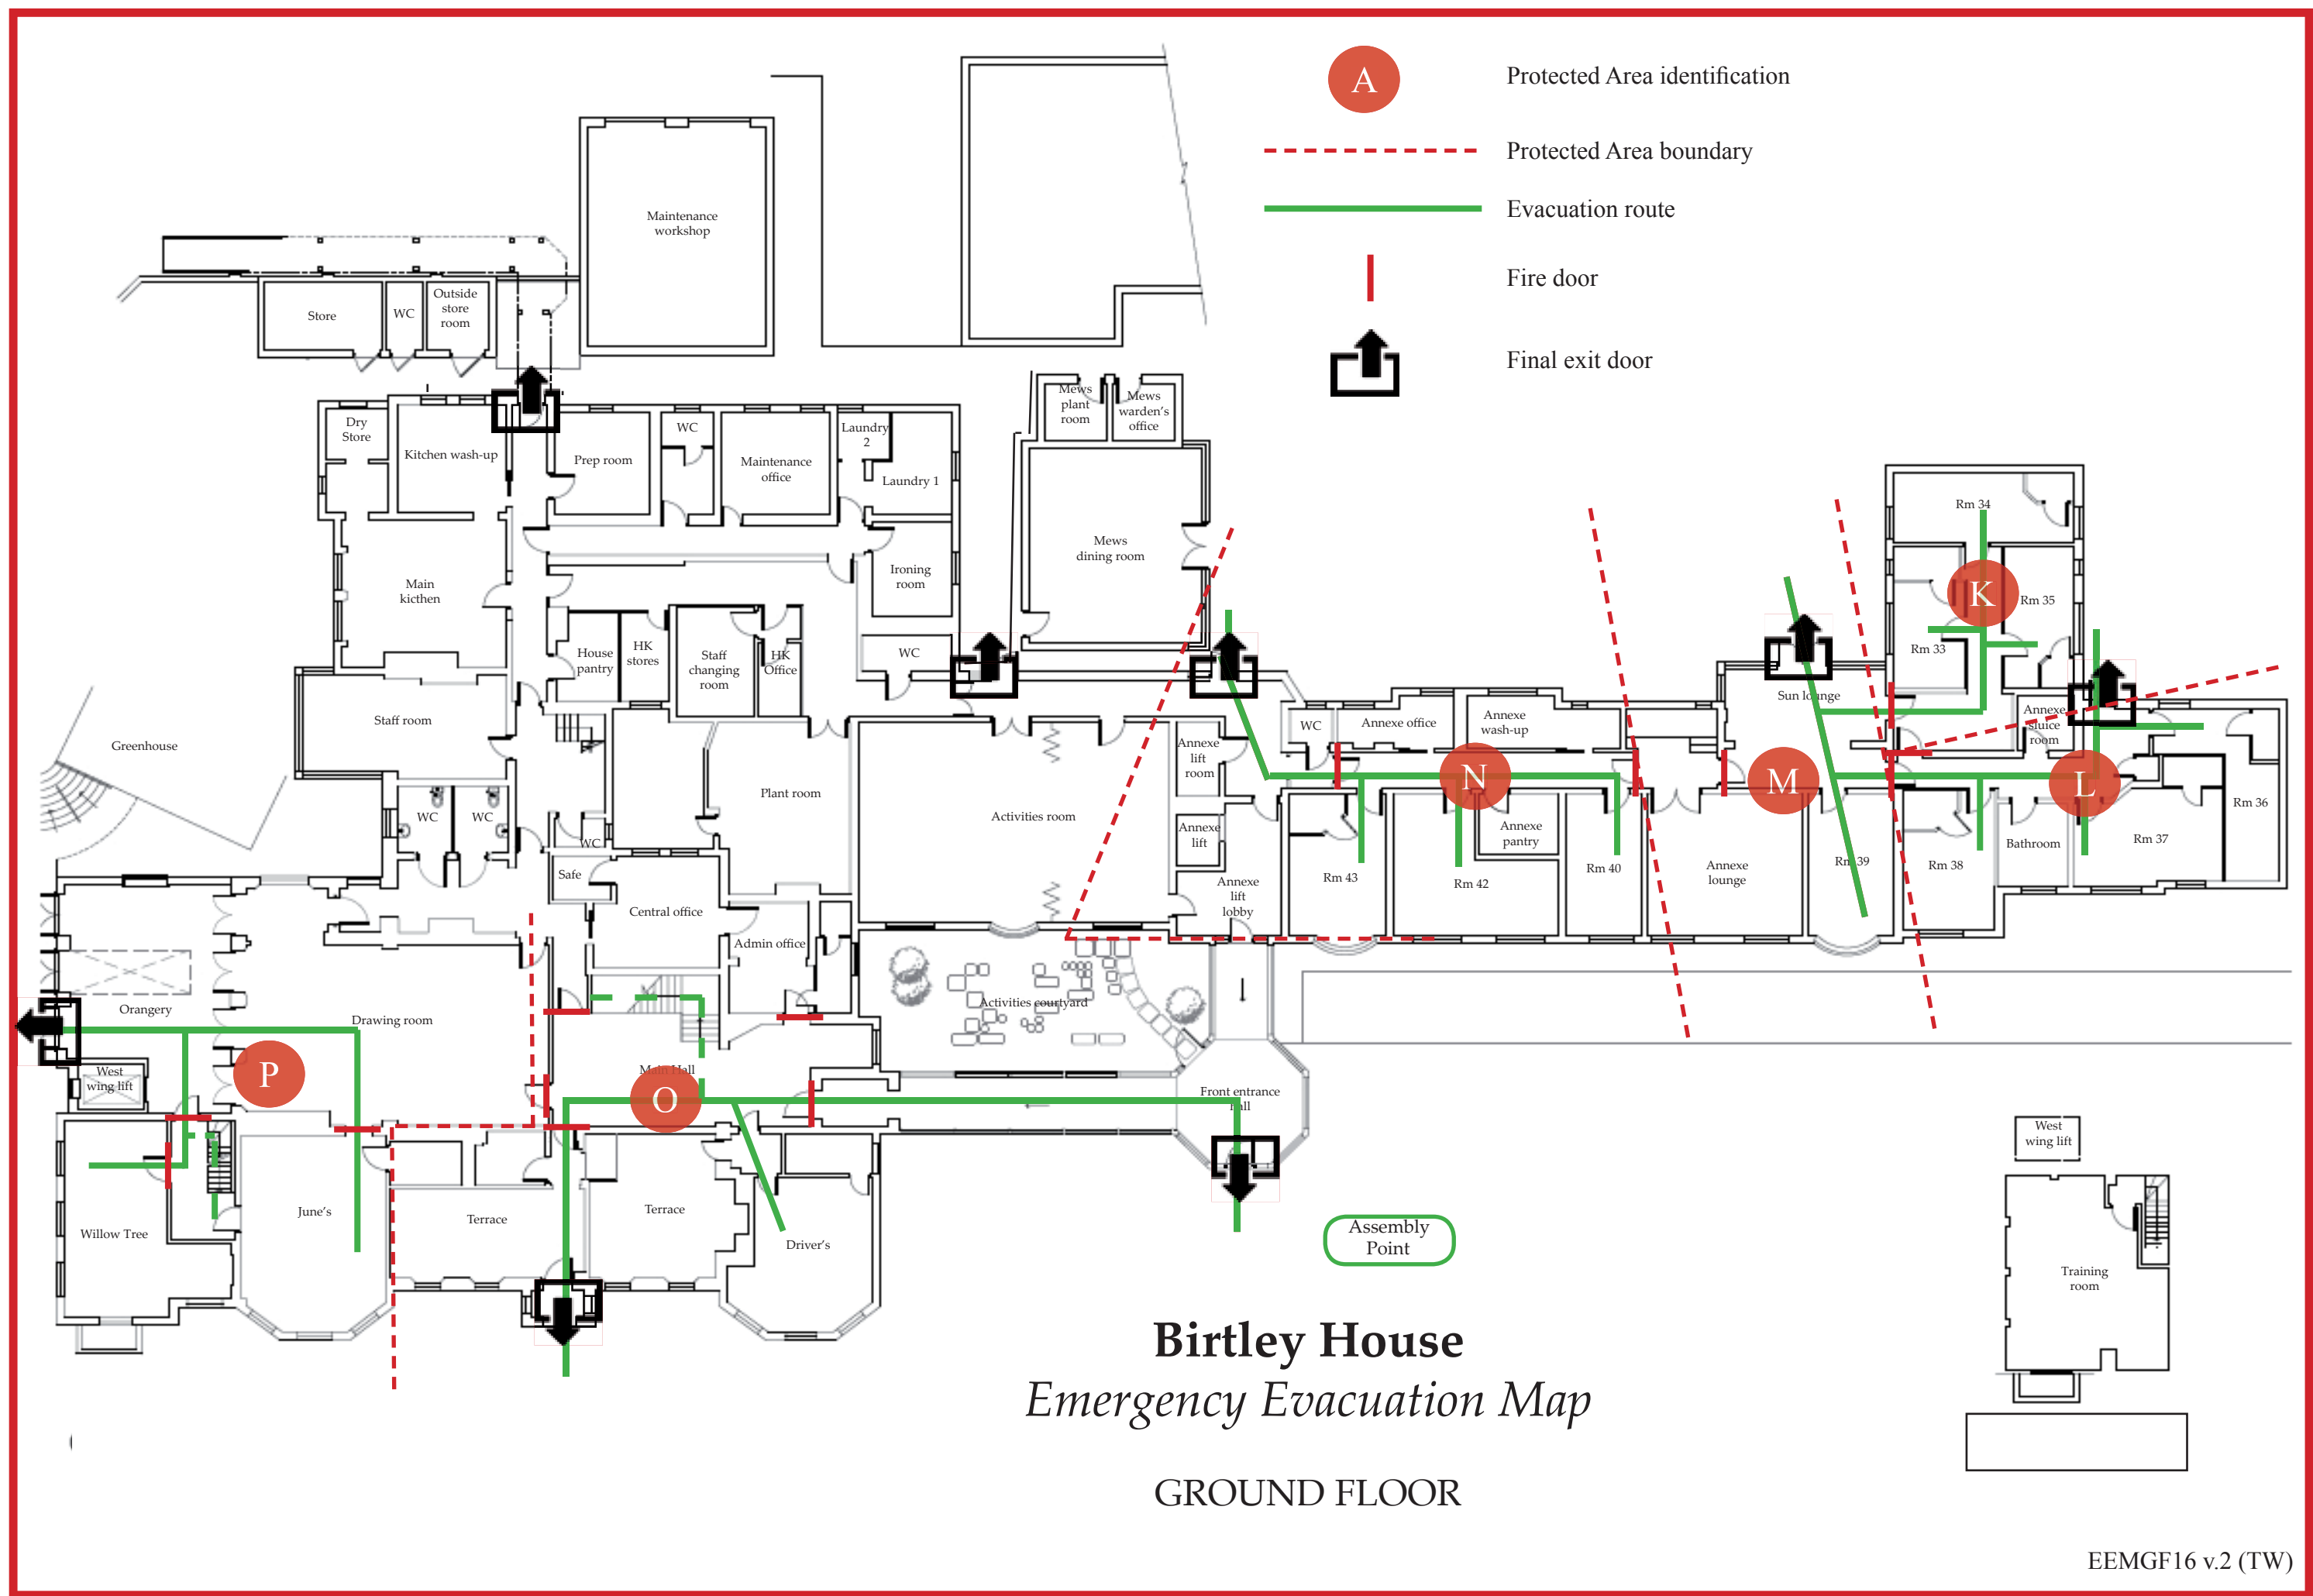 A
Protected Area identification
Protected Area boundary
Evacuation route
Fire door
Final exit door
Maintenance
workshop
Store
WC
Outside
store
room
Dry
Store
Kitchen wash-up
Prep room
WC
Maintenance
office
Laundry
2
Laundry 1
Mews
plant
room
Mews
warden's
office
Mews
dining room
Main
kicthen
Ironing
room
House
pantry
HK
stores
Staff
changing
room
HK
Office
WC
Staff room
Greenhouse
WC
WC
WC
Safe
Plant room
Activities room
Central office
Admin office
Annexe
lift
room
Annexe
lift
Annexe
lift
lobby
WC
Annexe office
Annexe
wash-up
N
Rm 43
Rm 42
Annexe
pantry
Rm 40
Annexe
lounge
M
Sun lounge
Rm 39
Rm 34
K
Rm 35
Rm 33
Annexe
sluice
room
L
Rm 38
Bathroom
Rm 37
Rm 36
Orangery
Drawing room
West
wing lift
P
Main Hall
O
Activities courtyard
Front entrance
hall
Willow Tree
June's
Terrace
Terrace
Driver's
Assembly
Point
West
wing lift
Training
room
Birtley House
Emergency Evacuation Map
GROUND FLOOR
EEMGF16 v.2 (TW)